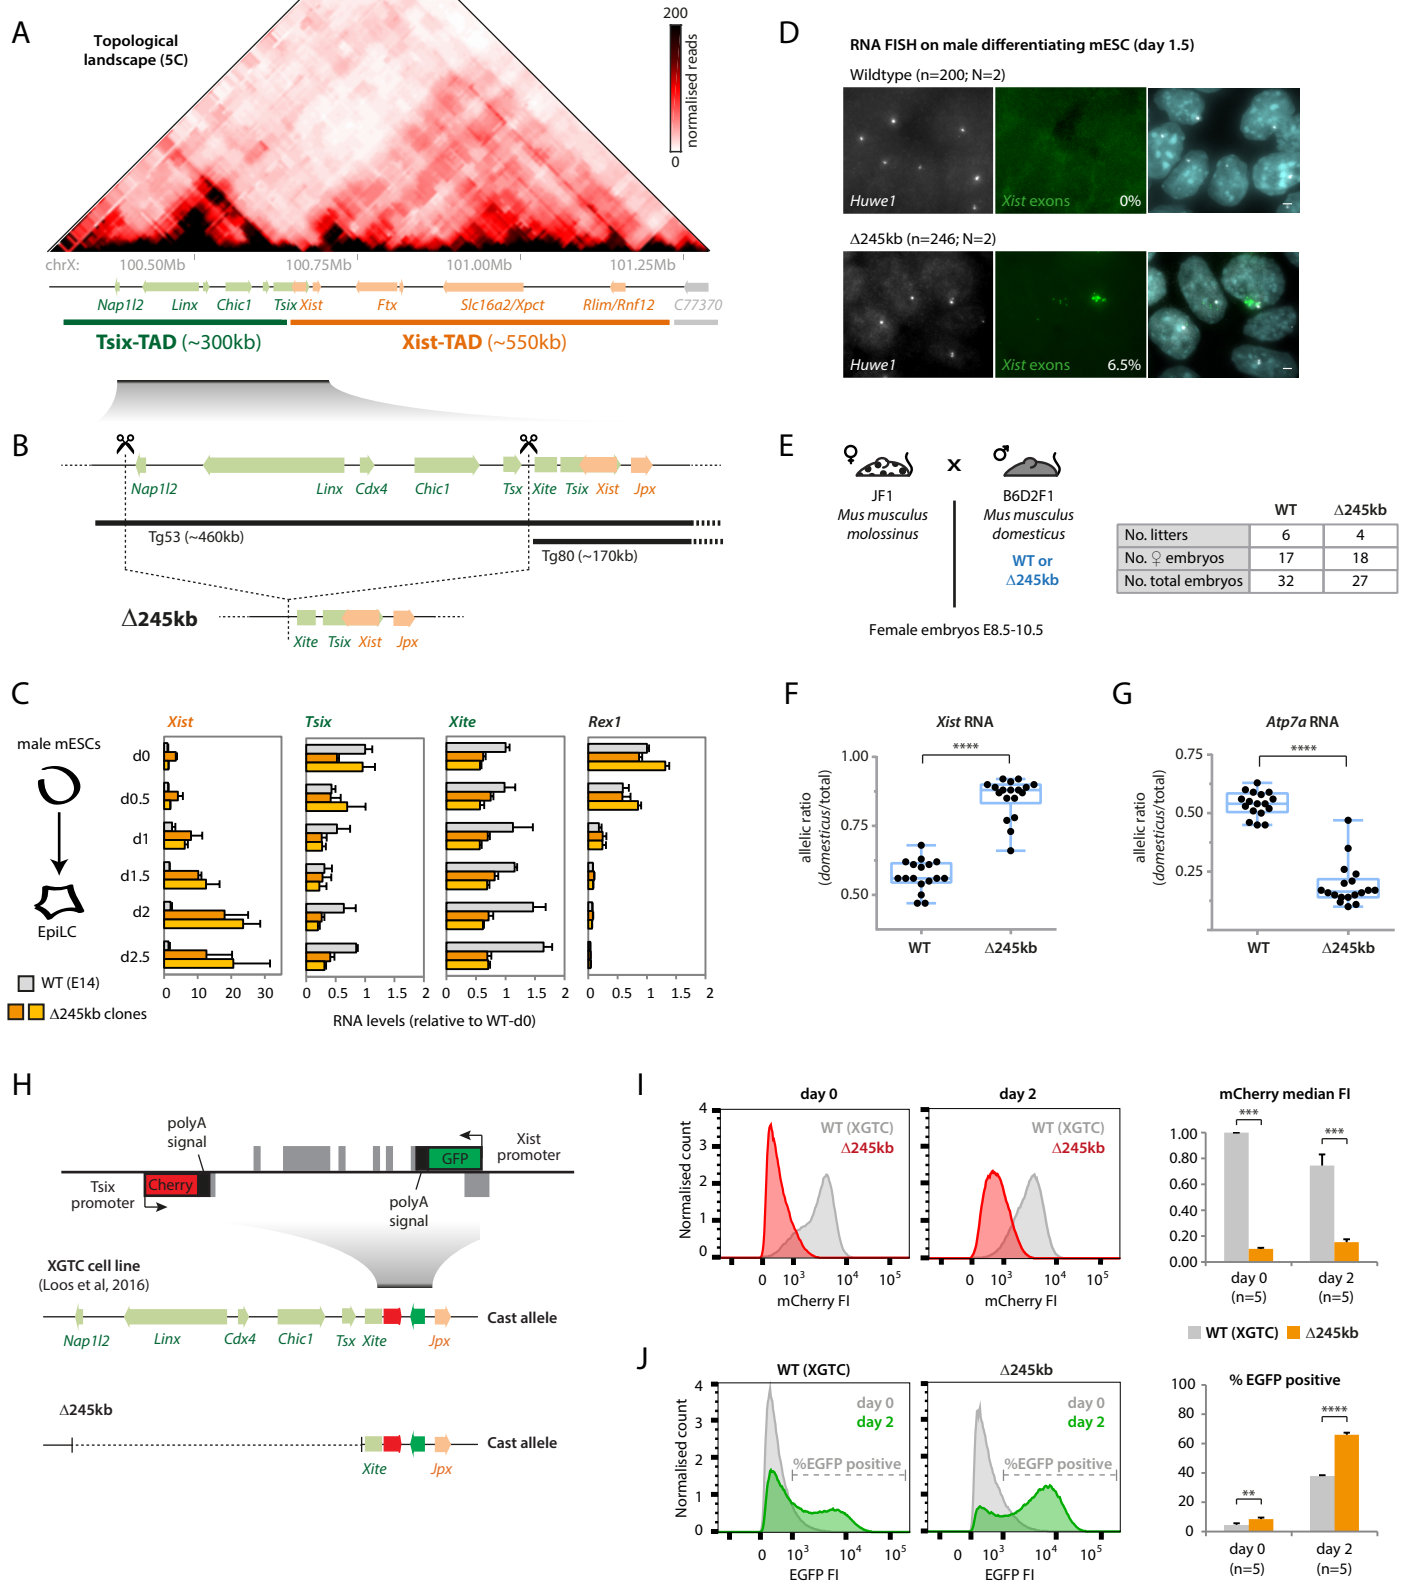 A
Topological
landscape (5C)
200
normalised reads
0
chrX:
100.50Mb
100.75Mb
101.00Mb
101.25Mb
Nap1l2
Linx
Chic1
Tsix
Xist
Ftx
Slc16a2/Xpct
Rlim/Rnf12
C77370
Tsix-TAD (~300kb)
Xist-TAD (~550kb)
B
Nap1l2
Linx
Cdx4
Chic1
Tsx
Xite
Tsix
Xist
Jpx
Tg53 (~460kb)
Tg80 (~170kb)
Δ245kb
Xite
Tsix
Xist
Jpx
C
male mESCs
EpiLC
Xist
Tsix
Xite
Rex1
d0
d0.5
d1
d1.5
d2
d2.5
0 10 20 30
0 0.5 1 1.5 2
0 0.5 1 1.5 2
0 0.5 1 1.5 2
WT (E14)
Δ245kb clones
RNA levels (relative to WT-d0)
D
RNA FISH on male differentiating mESC (day 1.5)
Wildtype (n=200; N=2)
Huwe1
Xist exons
0%
Δ245kb (n=246; N=2)
Huwe1
Xist exons
6.5%
E
♀
x
♂
JF1
Mus musculus
molossinus
B6D2F1
Mus musculus
domesticus
WT or
Δ245kb
Female embryos E8.5-10.5
WT Δ245kb
No. litters 6 4
No. ♀ embryos 17 18
No. total embryos 32 27
F
Xist RNA
****
1.00
0.75
0.50
allelic ratio
(domesticus/total)
WT
Δ245kb
G
Atp7a RNA
****
0.75
0.50
0.25
allelic ratio
(domesticus/total)
WT
Δ245kb
H
polyA
signal
Xist
promoter
GFP
Cherry
Tsix
promoter
polyA
signal
XGTC cell line
(Loos et al, 2016)
Nap1l2
Linx
Cdx4
Chic1
Tsx
Xite
Jpx
Cast allele
Δ245kb
Xite
Jpx
Cast allele
I
day 0
day 2
Normalised count
4
3
2
1
0
WT (XGTC)
Δ245kb
WT (XGTC)
Δ245kb
0 10³ 10⁴ 10⁵
0 10³ 10⁴ 10⁵
mCherry FI
mCherry FI
mCherry median FI
***
***
1.00
0.80
0.60
0.40
0.20
0.00
day 0
(n=5)
day 2
(n=5)
WT (XGTC)
Δ245kb
J
WT (XGTC)
Δ245kb
Normalised count
4
3
2
1
0
day 0
day 2
%EGFP positive
day 0
day 2
%EGFP positive
0 10³ 10⁴ 10⁵
0 10³ 10⁴ 10⁵
EGFP FI
EGFP FI
% EGFP positive
****
**
100
80
60
40
20
0
day 0
(n=5)
day 2
(n=5)